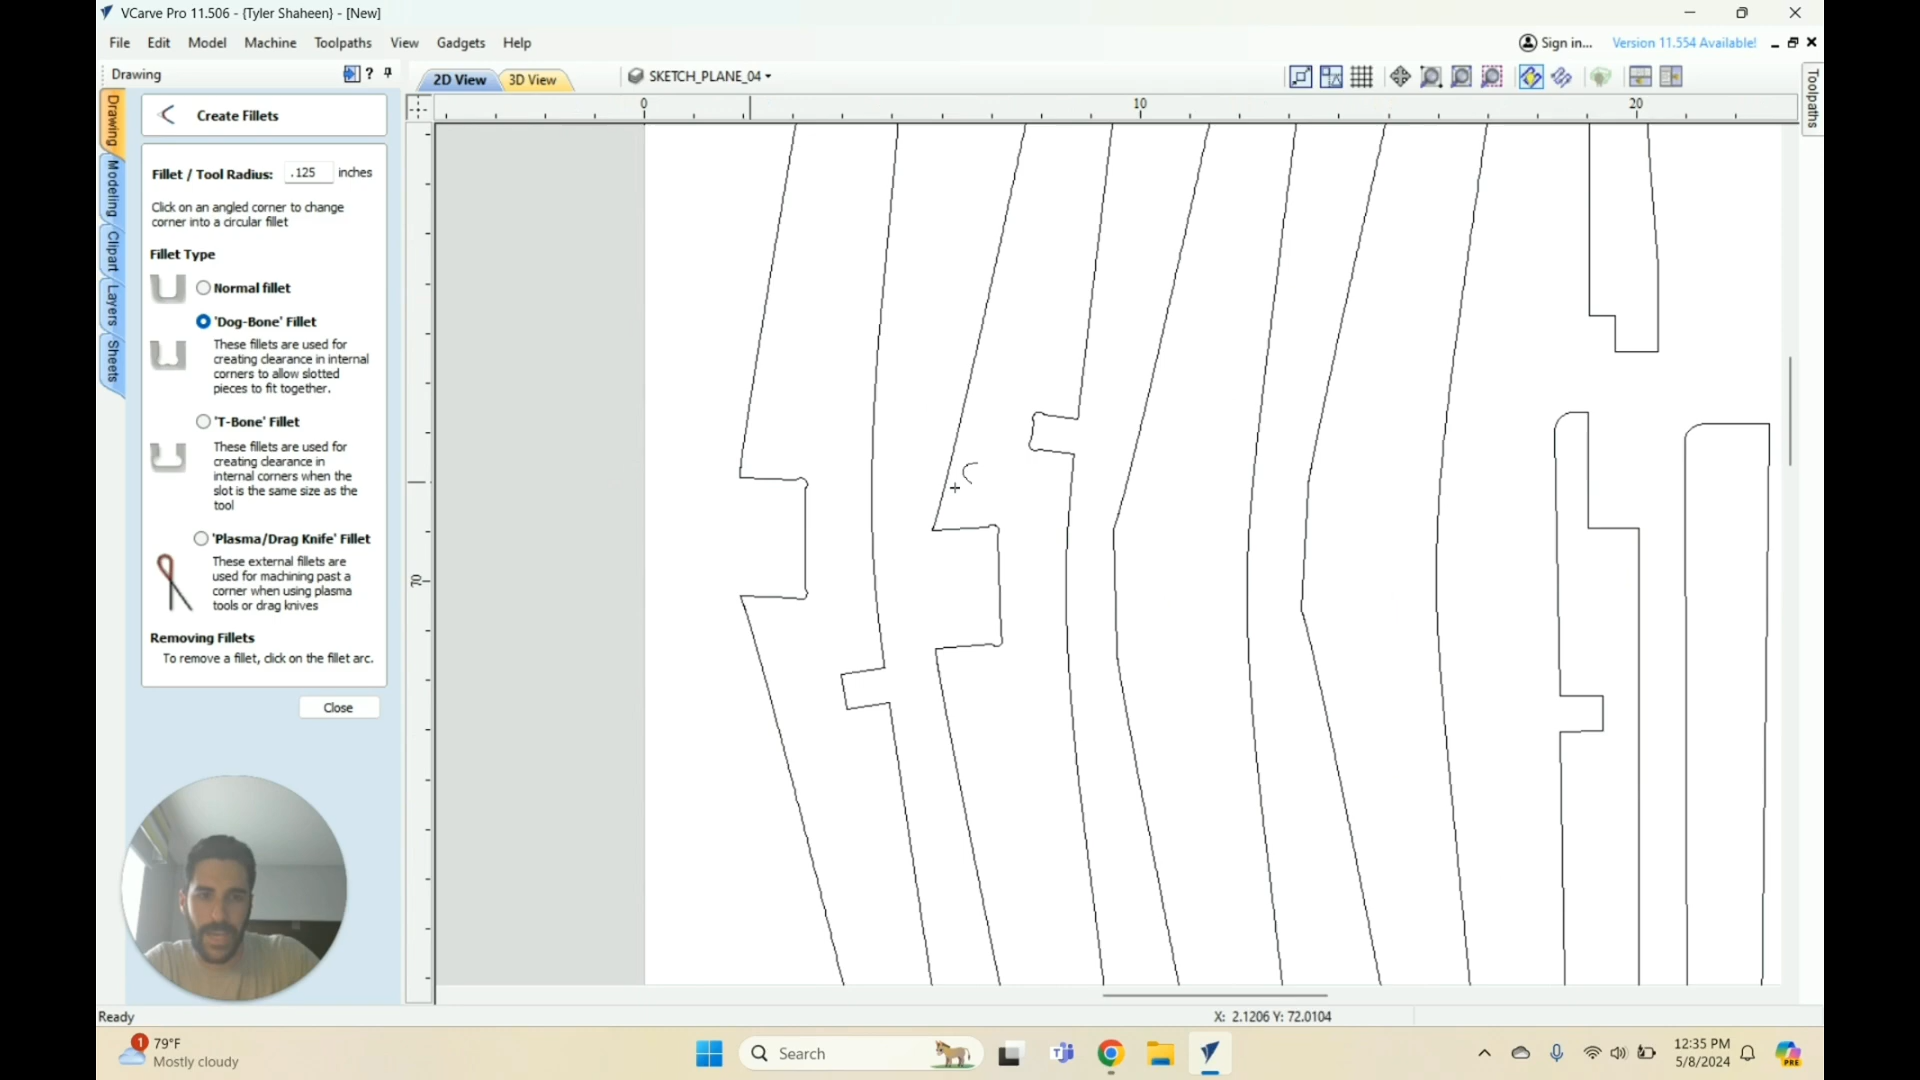 VCarve Pro 11.506 - {Tyler Shaheen} - [New]
File Edit Model Machine Toolpaths View Gadgets Help
Sign in... Version 11.554 Available!
Drawing
?
2D View 3D View SKETCH_PLANE_04
Toolpaths
0 10 20
Drawing
Modeling
Clipart
Layers
Sheets
Create Fillets
Fillet / Tool Radius: .125 inches
Click on an angled corner to change
corner into a circular fillet
Fillet Type
Normal fillet
'Dog-Bone' Fillet
These fillets are used for
creating clearance in internal
corners to allow slotted
pieces to fit together.
'T-Bone' Fillet
These fillets are used for
creating clearance in
internal corners when the
slot is the same size as the
tool
'Plasma/Drag Knife' Fillet
These external fillets are
used for machining past a
corner when using plasma
tools or drag knives
Removing Fillets
To remove a fillet, click on the fillet arc.
Close
70
Ready
X: 2.1206 Y: 72.0104
1
79°F
Mostly cloudy
Search
12:35 PM
5/8/2024
PRE